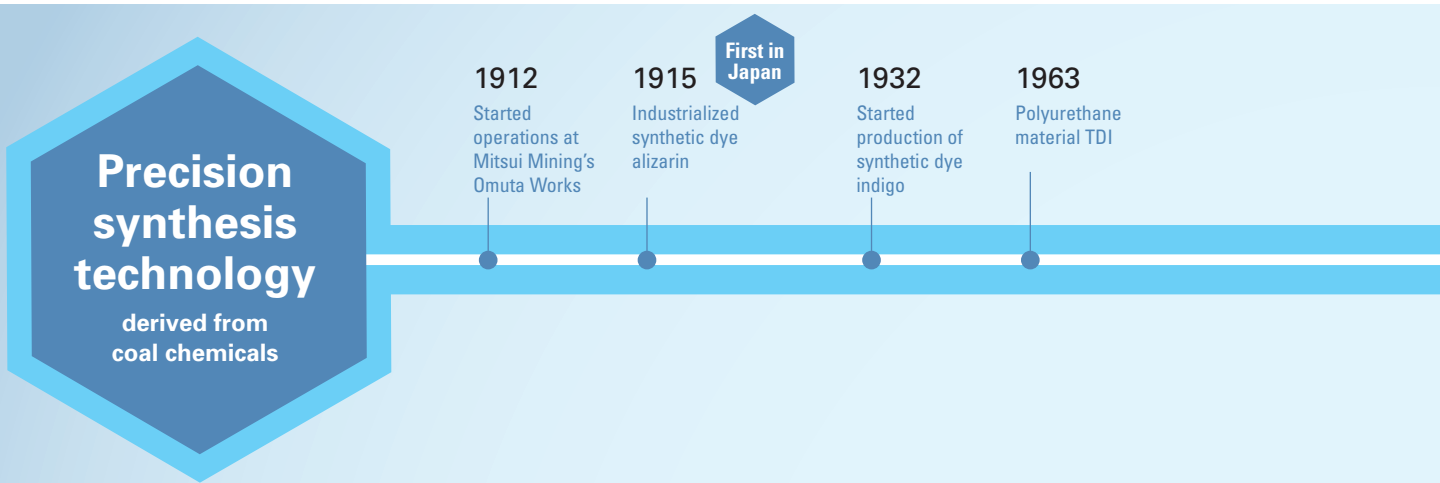 Precision
synthesis
technology
derived from
coal chemicals
1912
Started
operations at
Mitsui Mining's
Omuta Works
1915
First in
Japan
Industrialized
synthetic dye
alizarin
1932
Started
production of
synthetic dye
indigo
1963
Polyurethane
material TDI